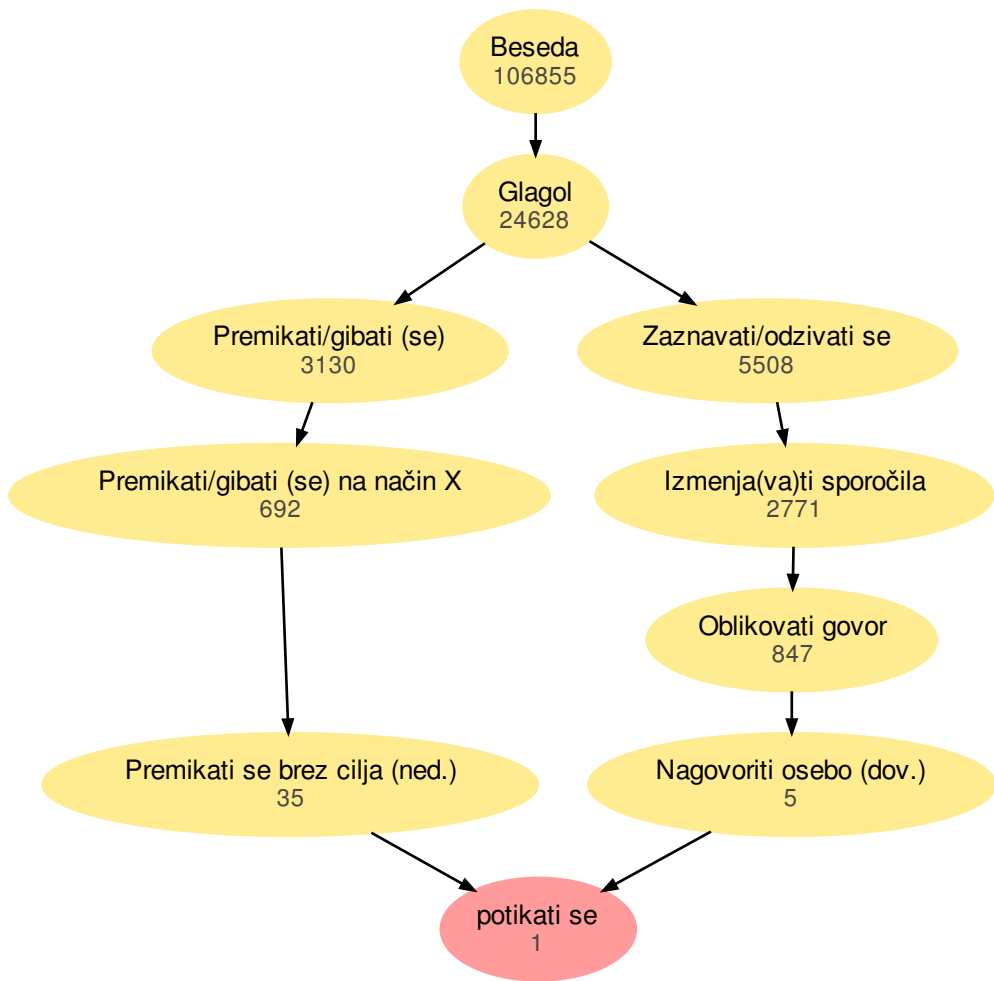 Beseda
106855
Glagol
24628
Premikati/gibati (se)
3130
Zaznavati/odzivati se
5508
Premikati/gibati (se) na način X
692
Izmenja(va)ti sporočila
2771
Oblikovati govor
847
Premikati se brez cilja (ned.)
35
Nagovoriti osebo (dov.)
5
potikati se
1